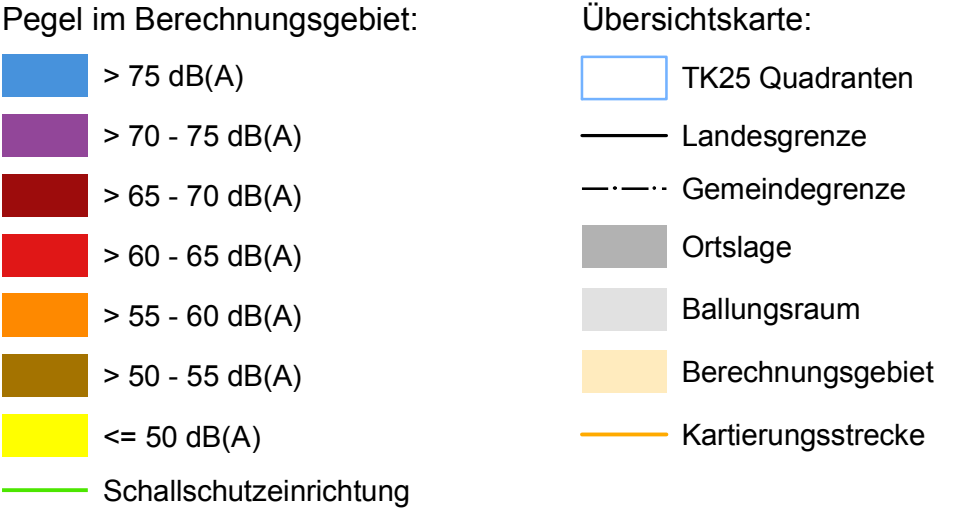 Pegel im Berechnungsgebiet:
> 75 dB(A)
> 70 - 75 dB(A)
> 65 - 70 dB(A)
> 60 - 65 dB(A)
> 55 - 60 dB(A)
> 50 - 55 dB(A)
<= 50 dB(A)
Schallschutzeinrichtung
Übersichtskarte:
TK25 Quadranten
Landesgrenze
Gemeindegrenze
Ortslage
Ballungsraum
Berechnungsgebiet
Kartierungsstrecke